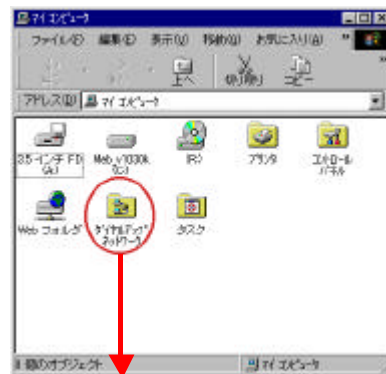 マイ コンピュータ
ファイル(F) 編集(E) 表示(V) 移動(G) お気に入り(A) »
上へ 切り取り コピー »
アドレス(D) マイ コンピュータ
3.5 インチ FD (A:)
(C:)
(R:)
プリンタ
コントロール パネル
Web フォルダ
ダイヤルアップ ネットワーク
タスク
1 個のオブジェクト マイ コンピュータ